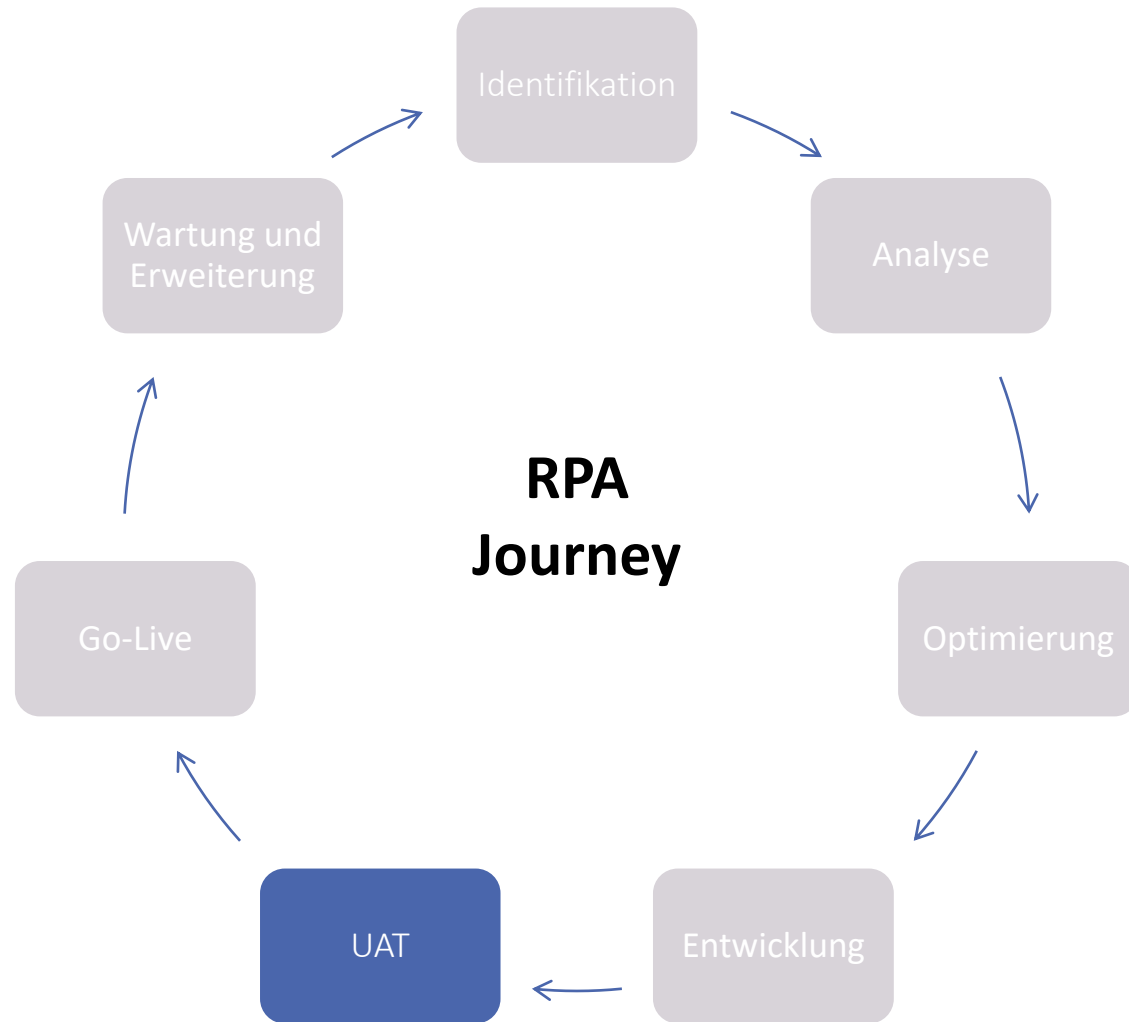 Identifikation
Analyse
Optimierung
Entwicklung
UAT
Go-Live
Wartung und
Erweiterung
RPA
Journey